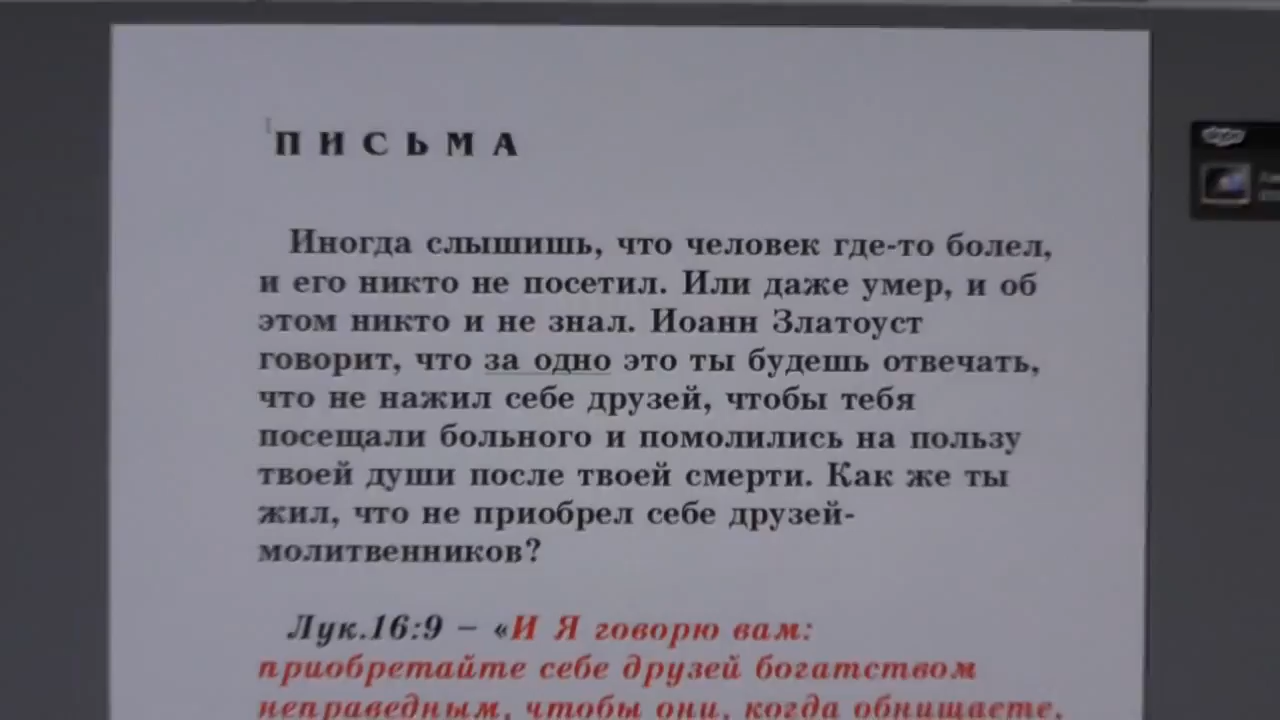 ПИСЬМА
Иногда слышишь, что человек где-то болел,
и его никто не посетил. Или даже умер, и об
этом никто и не знал. Иоанн Златоуст
говорит, что за одно это ты будешь отвечать,
что не нажил себе друзей, чтобы тебя
посещали больного и помолились на пользу
твоей души после твоей смерти. Как же ты
жил, что не приобрел себе друзей-
молитвенников?
Лук.16:9 – «И Я говорю вам:
приобретайте себе друзей богатством
неправедным, чтобы они, когда обнищаете,
skype